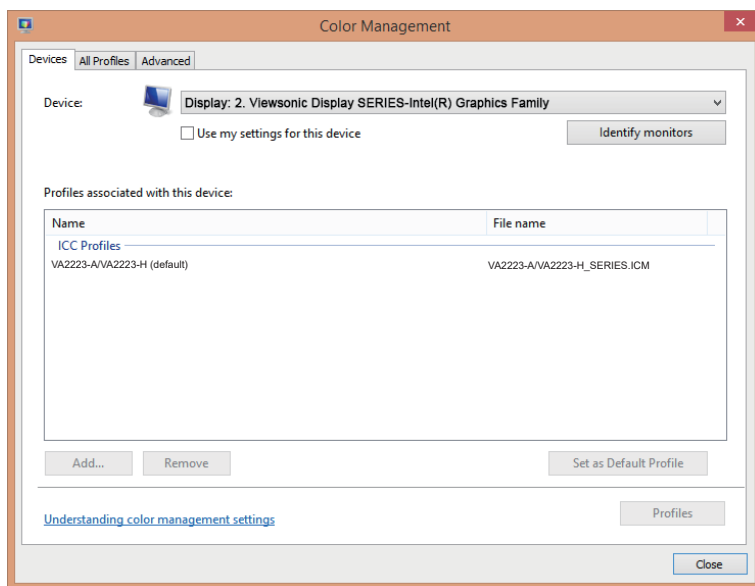 Color Management
Devices All Profiles Advanced
Device: Display: 2. Viewsonic Display SERIES-Intel(R) Graphics Family
Use my settings for this device Identify monitors
Profiles associated with this device:
Name File name
ICC Profiles
VA2223-A/VA2223-H (default) VA2223-A/VA2223-H_SERIES.ICM
Add... Remove Set as Default Profile
Understanding color management settings Profiles
Close